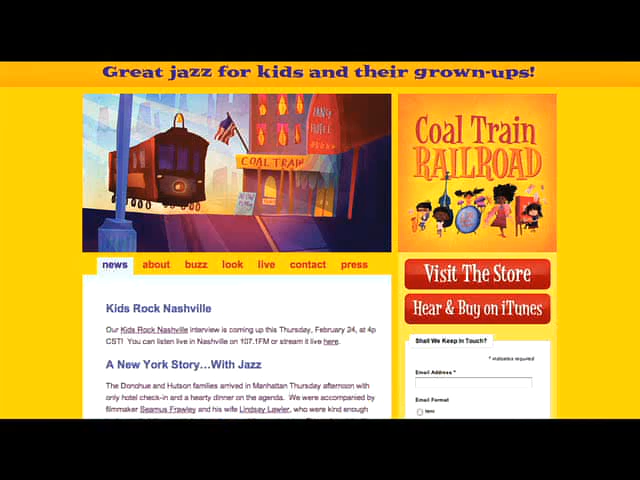 Great jazz for kids and their grown-ups!
COAL TRAIN
HOTEL
Coal Train
RAILROAD
news about buzz look live contact press
Visit The Store
Hear & Buy on iTunes
Kids Rock Nashville
Our Kids Rock Nashville interview is coming up this Thursday, February 24, at 4p
CST! You can listen live in Nashville on 107.1FM or stream it live here.
A New York Story…With Jazz
The Donohue and Hutson families arrived in Manhattan Thursday afternoon with
only hotel check-in and a hearty dinner on the agenda. We were accompanied by
filmmaker Seamus Frawley and his wife Lindsey Lawler, who were kind enough
Shall We Keep In Touch?
* indicates required
Email Address *
Email Format
html